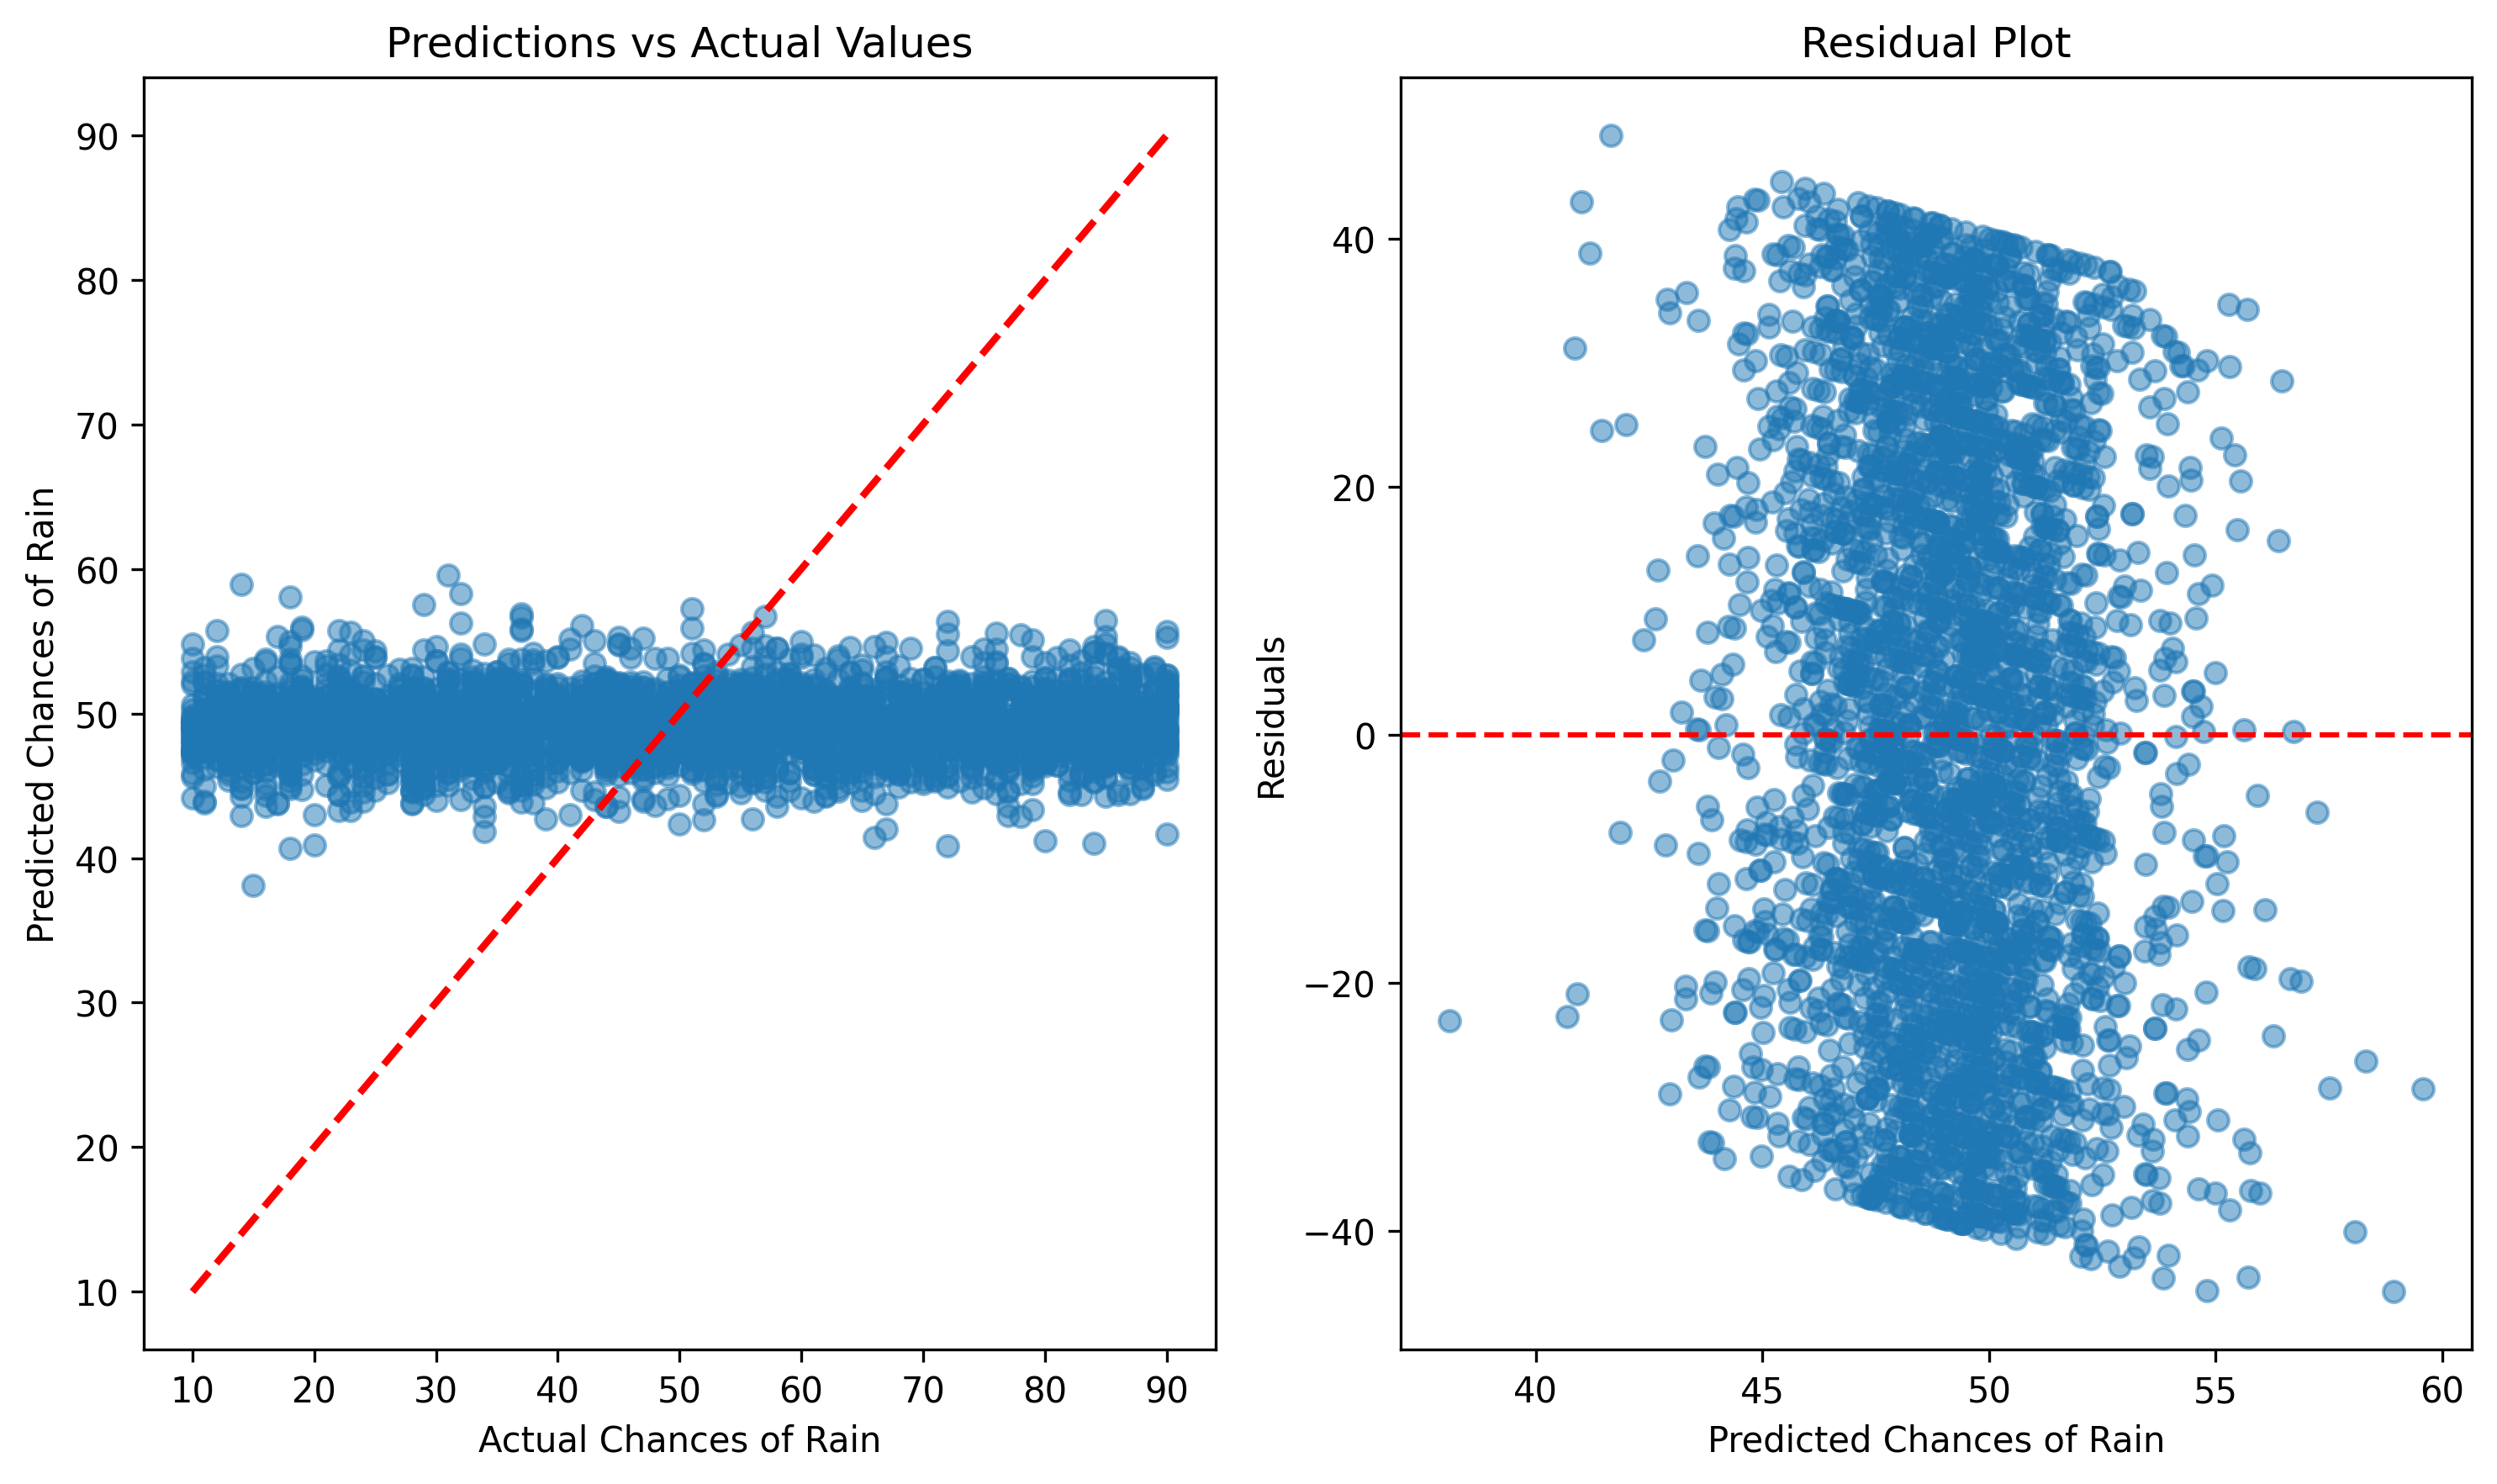 Predictions vs Actual Values
90
80
70
60
50
40
30
20
10
Predicted Chances of Rain
10 20 30 40 50 60 70 80 90
Actual Chances of Rain
Residual Plot
40
20
0
−20
−40
Residuals
40 45 50 55 60
Predicted Chances of Rain